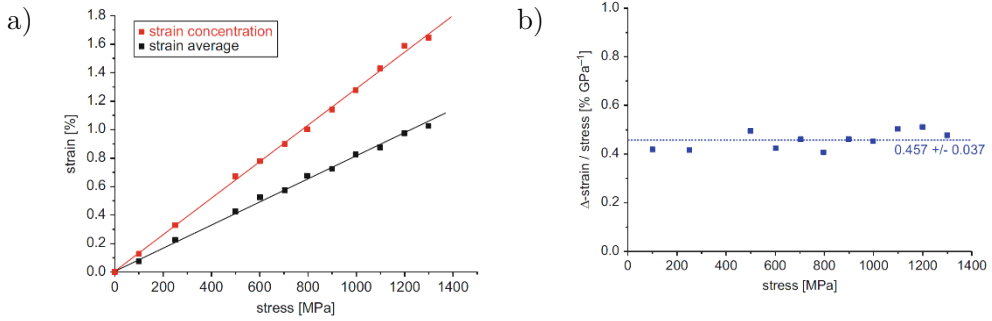 a)
strain concentration
strain average
strain [%]
1.8
1.6
1.4
1.2
1.0
0.8
0.6
0.4
0.2
0.0
0 200 400 600 800 1000 1200 1400
stress [MPa]
b)
Δ-strain / stress [% GPa⁻¹]
1.0
0.8
0.6
0.4
0.2
0.0
0.457 +/- 0.037
0 200 400 600 800 1000 1200 1400
stress [MPa]